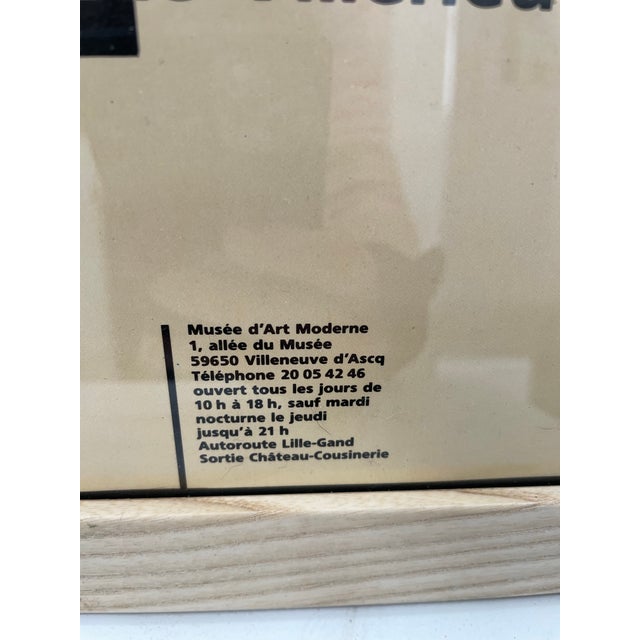 Musée d'Art Moderne
1, allée du Musée
59650 Villeneuve d'Ascq
Téléphone 20 05 42 46
ouvert tous les jours de
10 h à 18 h, sauf mardi
nocturne le jeudi
jusqu'à 21 h
Autoroute Lille-Gand
Sortie Château-Cousinerie